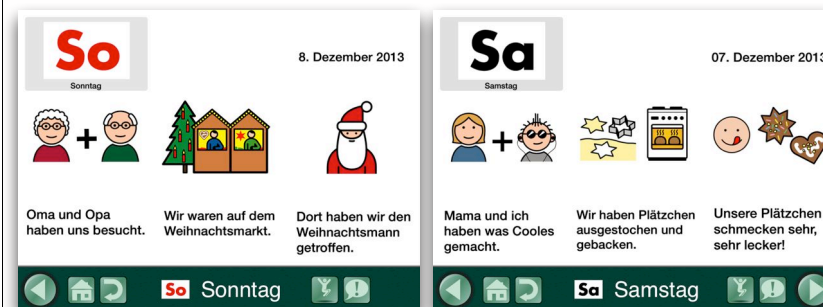 So
Sonntag
8. Dezember 2013
Oma und Opa
haben uns besucht.
Wir waren auf dem
Weihnachtsmarkt.
Dort haben wir den
Weihnachtsmann
getroffen.
So Sonntag
Sa
Samstag
07. Dezember 2013
Mama und ich
haben was Cooles
gemacht.
Wir haben Plätzchen
ausgestochen und
gebacken.
Unsere Plätzchen
schmecken sehr,
sehr lecker!
Sa Samstag